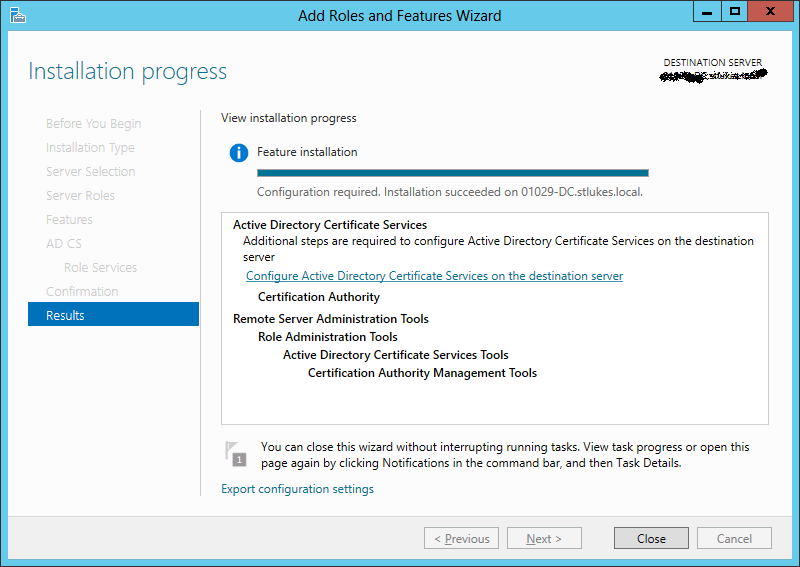 Add Roles and Features Wizard
Installation progress
DESTINATION SERVER
Before You Begin
Installation Type
Server Selection
Server Roles
Features
AD CS
Role Services
Confirmation
Results
View installation progress
Feature installation
Configuration required. Installation succeeded on 01029-DC.stlukes.local.
Active Directory Certificate Services
Additional steps are required to configure Active Directory Certificate Services on the destination
server
Configure Active Directory Certificate Services on the destination server
Certification Authority
Remote Server Administration Tools
Role Administration Tools
Active Directory Certificate Services Tools
Certification Authority Management Tools
1
You can close this wizard without interrupting running tasks. View task progress or open this
page again by clicking Notifications in the command bar, and then Task Details.
Export configuration settings
< Previous
Next >
Close
Cancel